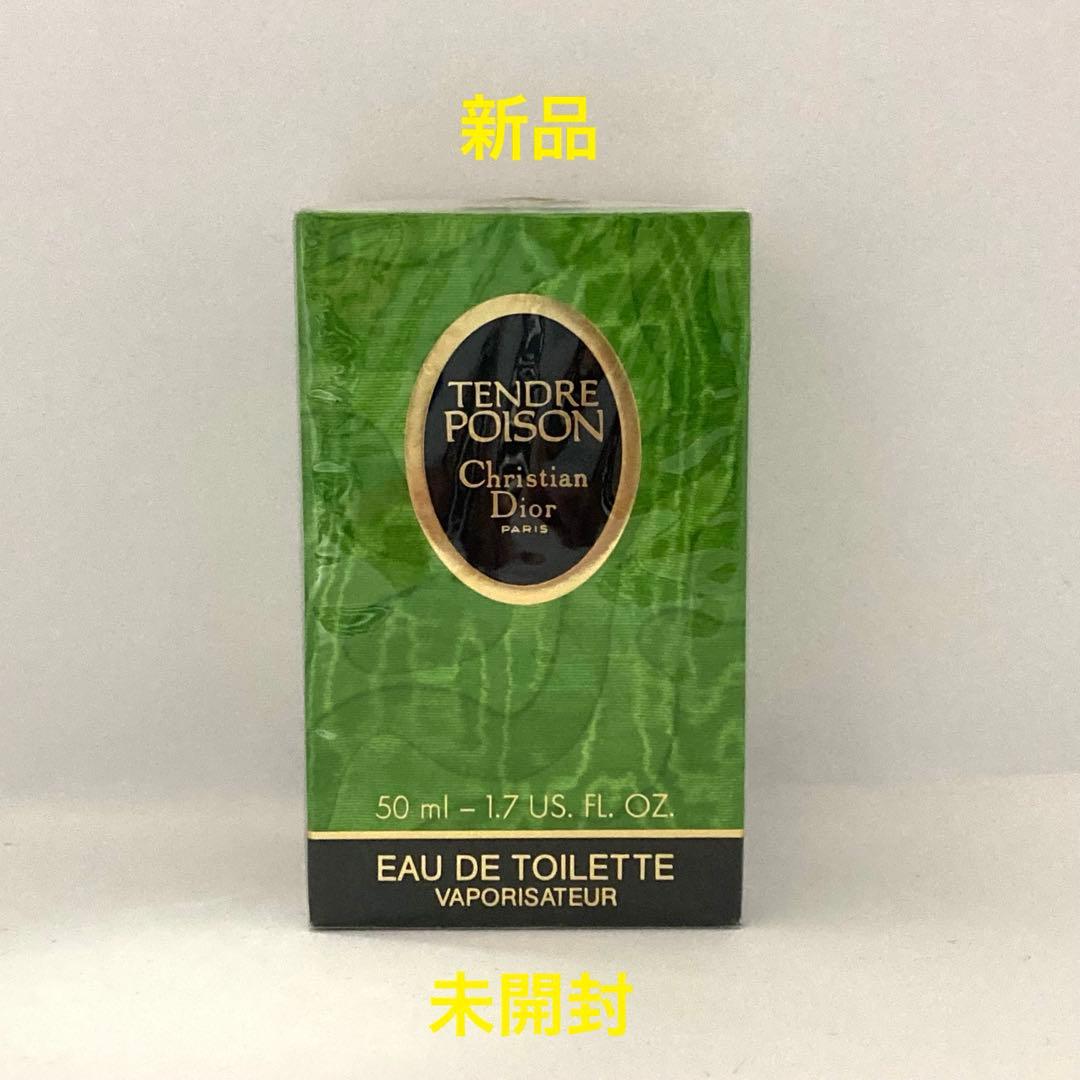 新品
TENDRE
POISON
Christian
Dior
PARIS
50 ml – 1.7 US. FL. OZ.
EAU DE TOILETTE
VAPORISATEUR
未開封